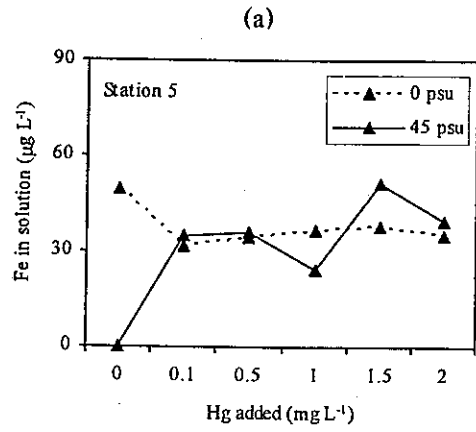 (a)
90
Station 5
0 psu
45 psu
60
30
0
Fe in solution (µg L-1)
0 0.1 0.5 1 1.5 2
Hg added (mg L-1)